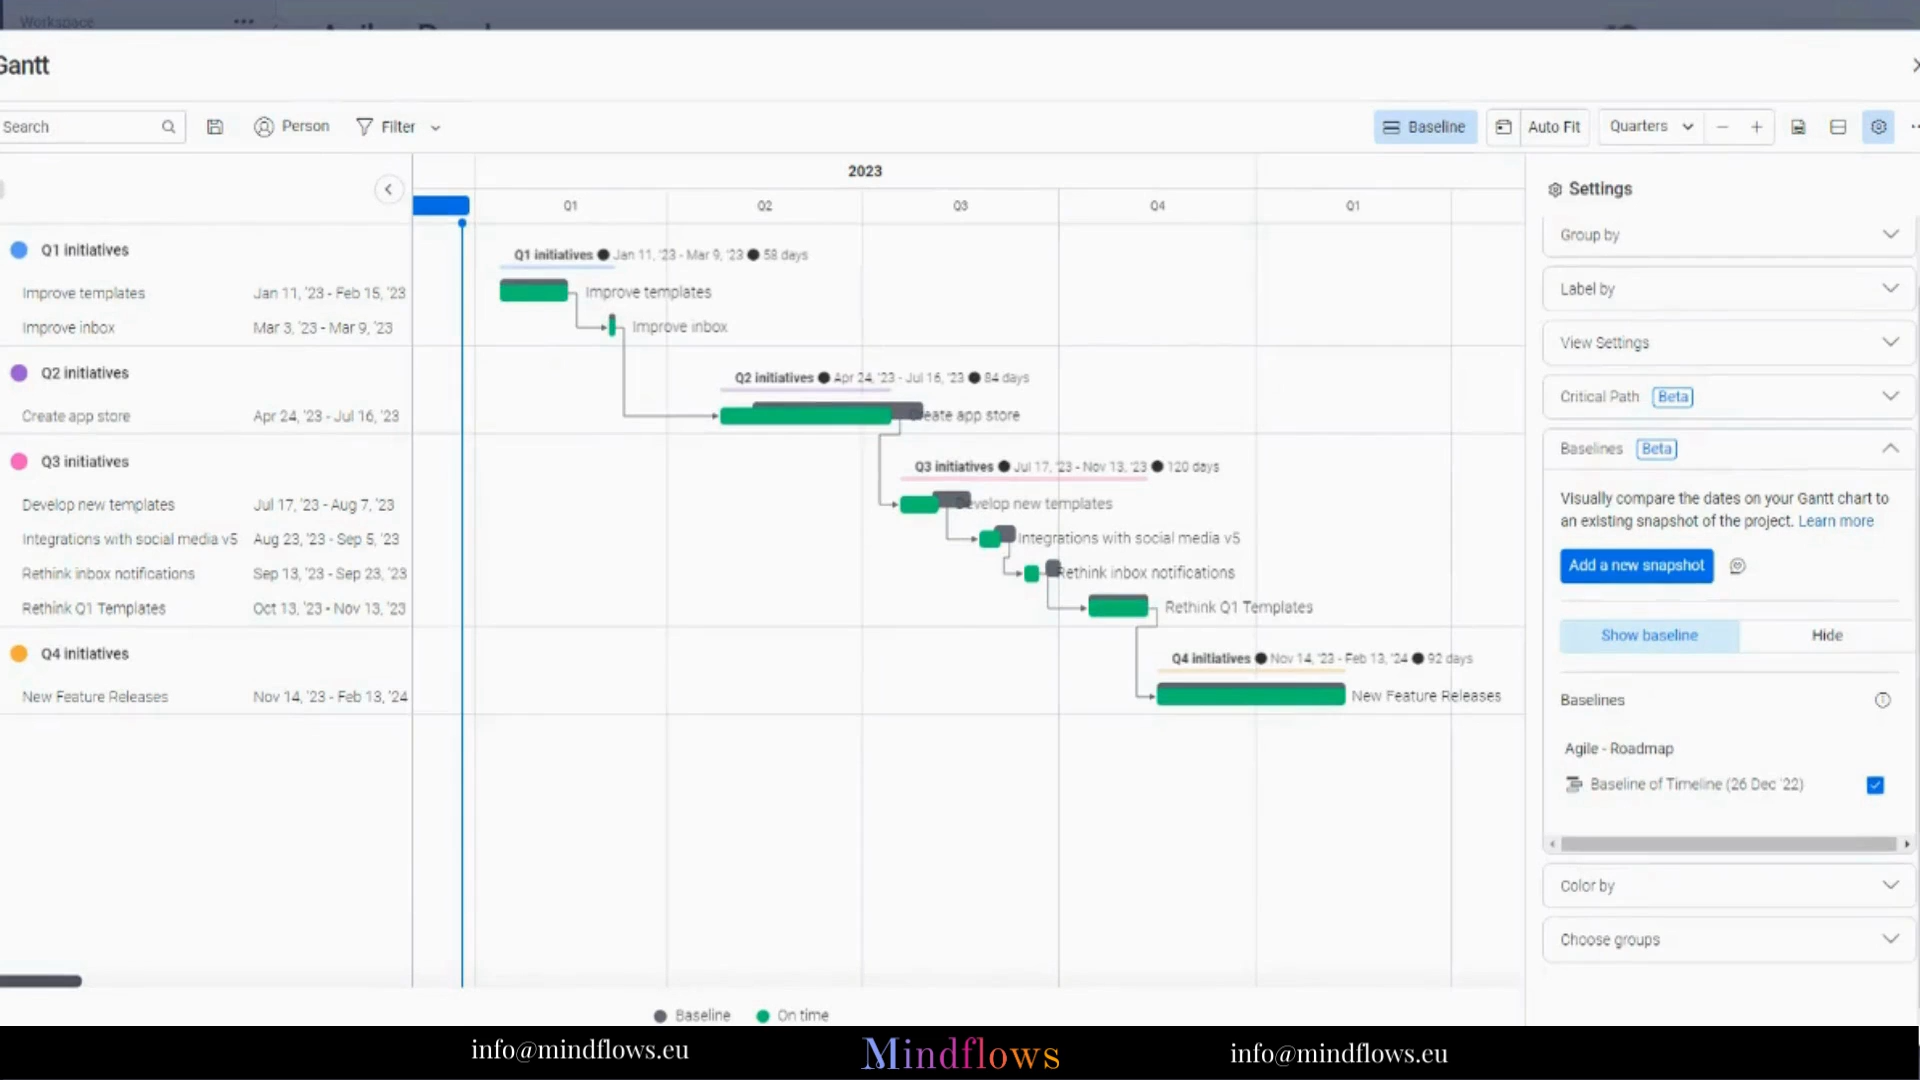 Workspace
Gantt
Search
Person
Filter
Baseline
Auto Fit
Quarters
2023
Q1
Q2
Q3
Q4
Q1
Settings
Group by
Label by
View Settings
Critical Path Beta
Baselines Beta
Visually compare the dates on your Gantt chart to
an existing snapshot of the project. Learn more
Add a new snapshot
Show baseline
Hide
Baselines
Agile - Roadmap
Baseline of Timeline (26 Dec '22)
Color by
Choose groups
Q1 initiatives
Improve templates Jan 11, '23 - Feb 15, '23
Improve inbox Mar 3, '23 - Mar 9, '23
Q2 initiatives
Create app store Apr 24, '23 - Jul 16, '23
Q3 initiatives
Develop new templates Jul 17, '23 - Aug 7, '23
Integrations with social media v5 Aug 23, '23 - Sep 5, '23
Rethink inbox notifications Sep 13, '23 - Sep 23, '23
Rethink Q1 Templates Oct 13, '23 - Nov 13, '23
Q4 initiatives
New Feature Releases Nov 14, '23 - Feb 13, '24
Q1 initiatives ● Jan 11, '23 - Mar 9, '23 ● 58 days
Improve templates
Improve inbox
Q2 initiatives ● Apr 24, '23 - Jul 16, '23 ● 84 days
Create app store
Q3 initiatives ● Jul 17, '23 - Nov 13, '23 ● 120 days
Develop new templates
Integrations with social media v5
Rethink inbox notifications
Rethink Q1 Templates
Q4 initiatives ● Nov 14, '23 - Feb 13, '24 ● 92 days
New Feature Releases
Baseline
On time
info@mindflows.eu
Mindflows
info@mindflows.eu